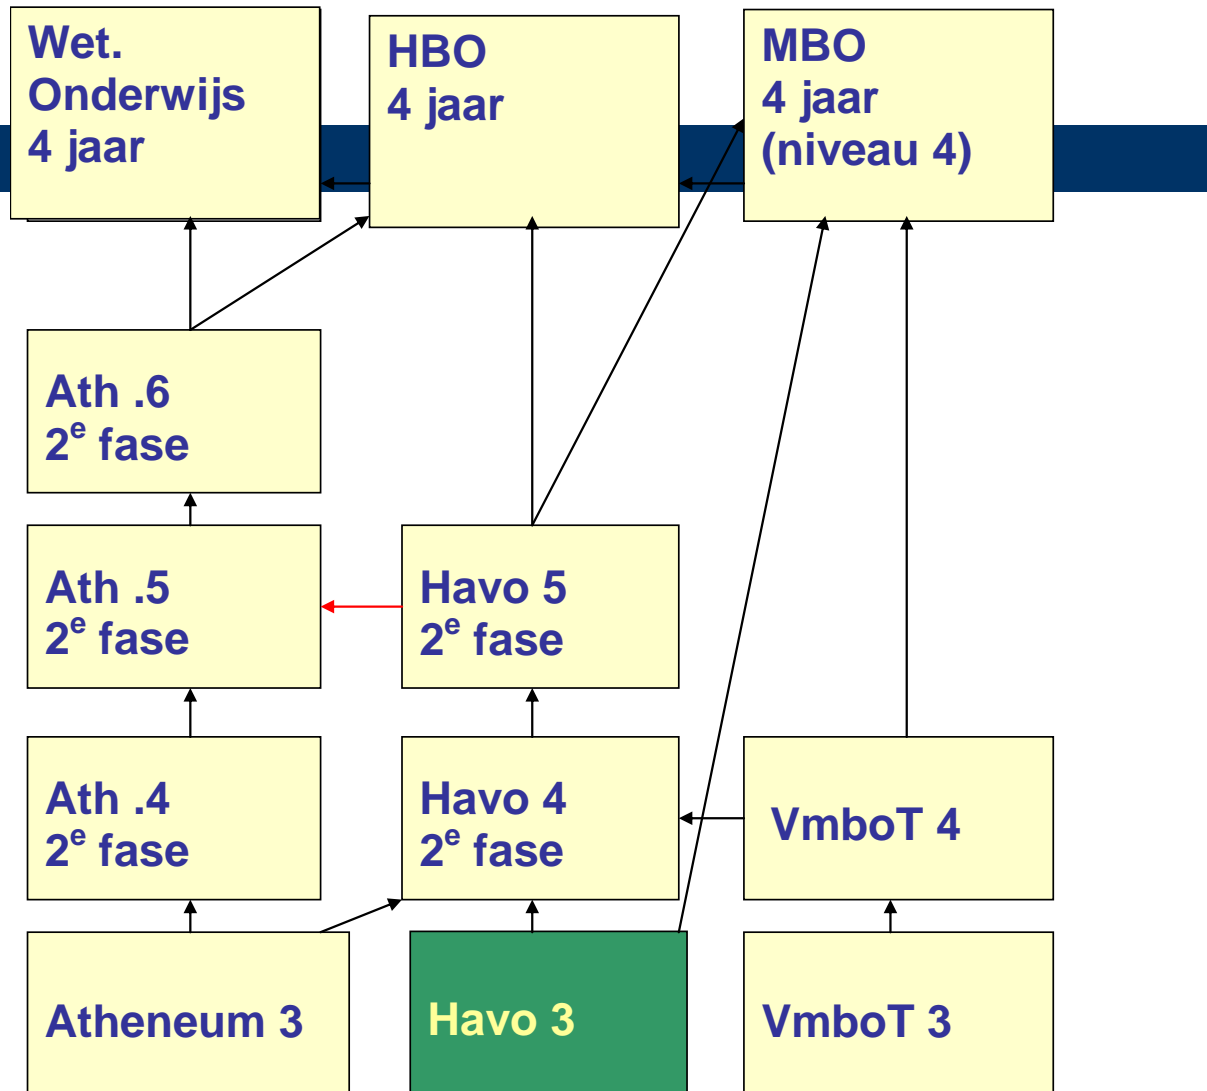 Wet.
Onderwijs
4 jaar
HBO
4 jaar
MBO
4 jaar
(niveau 4)
Ath .6
2e fase
Ath .5
2e fase
Havo 5
2e fase
Ath .4
2e fase
Havo 4
2e fase
VmboT 4
Atheneum 3
Havo 3
VmboT 3